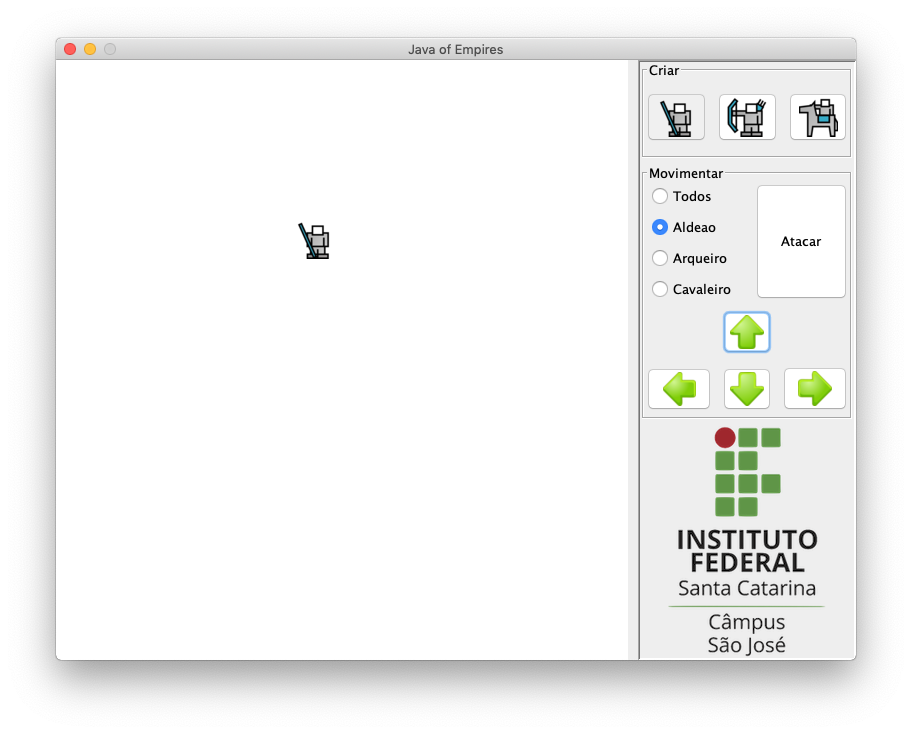 Java of Empires
Criar
Movimentar
Todos
Aldeao
Arqueiro
Cavaleiro
Atacar
INSTITUTO
FEDERAL
Santa Catarina
Câmpus
São José